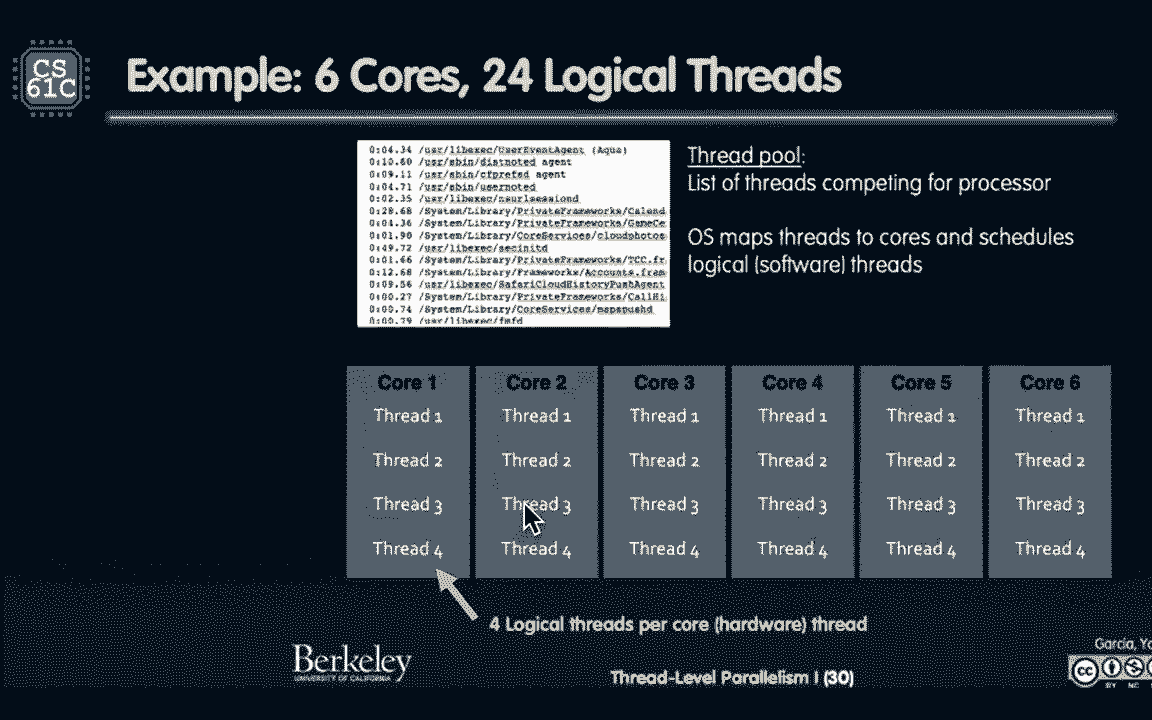 CS
61C
Example: 6 Cores, 24 Logical Threads
0:04.34 /usr/libexec/UserEventAgent (Aqua)
0:10.60 /usr/sbin/distnoted agent
0:09.11 /usr/sbin/cfprefsd agent
0:04.71 /usr/sbin/usernoted
0:02.35 /usr/libexec/nsurlsessiond
0:28.68 /System/Library/PrivateFrameworks/Calend
0:04.36 /System/Library/PrivateFrameworks/GameCe
0:01.90 /System/Library/CoreServices/cloudphotos
0:49.72 /usr/libexec/secinitd
0:01.66 /System/Library/PrivateFrameworks/TCC.fr
0:12.68 /System/Library/Frameworks/Accounts.fram
0:09.56 /usr/libexec/SafariCloudHistoryPushAgent
0:00.27 /System/Library/PrivateFrameworks/CallHi
0:00.74 /System/Library/CoreServices/mapspushd
0:00.79 /usr/libexec/fmfd
Thread pool:
List of threads competing for processor
OS maps threads to cores and schedules
logical (software) threads
Core 1 Core 2 Core 3 Core 4 Core 5 Core 6
Thread 1 Thread 1 Thread 1 Thread 1 Thread 1 Thread 1
Thread 2 Thread 2 Thread 2 Thread 2 Thread 2 Thread 2
Thread 3 Thread 3 Thread 3 Thread 3 Thread 3 Thread 3
Thread 4 Thread 4 Thread 4 Thread 4 Thread 4 Thread 4
4 Logical threads per core (hardware) thread
Berkeley
UNIVERSITY OF CALIFORNIA
Thread-Level Parallelism I (30)
Garcia, Yo
cc
BY NC